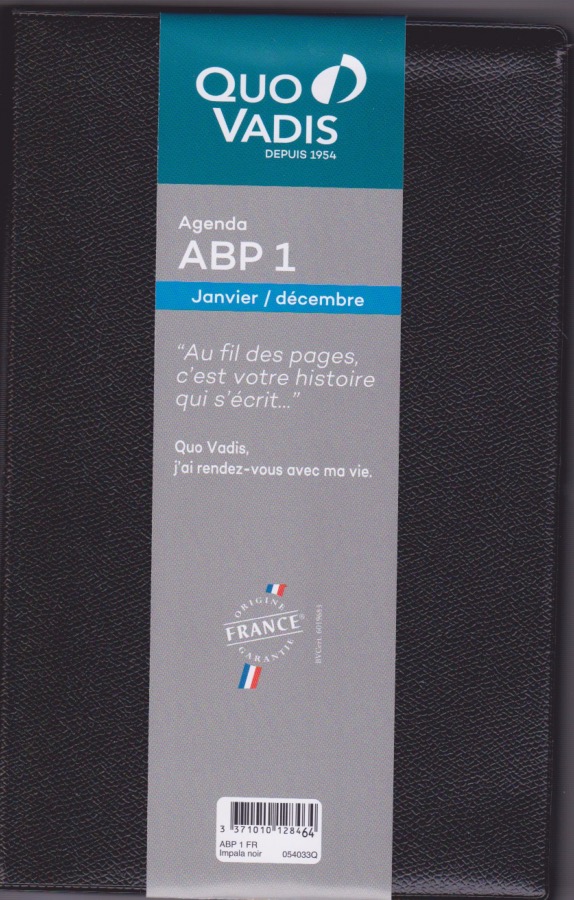 QUO
VADIS
DEPUIS 1954
Agenda
ABP 1
Janvier / décembre
“Au fil des pages,
c’est votre histoire
qui s’écrit...”
Quo Vadis,
j’ai rendez-vous avec ma vie.
ORIGINE
FRANCE®
GARANTIE
BVCert. 6019683
3 371010 128464
ABP 1 FR
Impala noir 054033Q